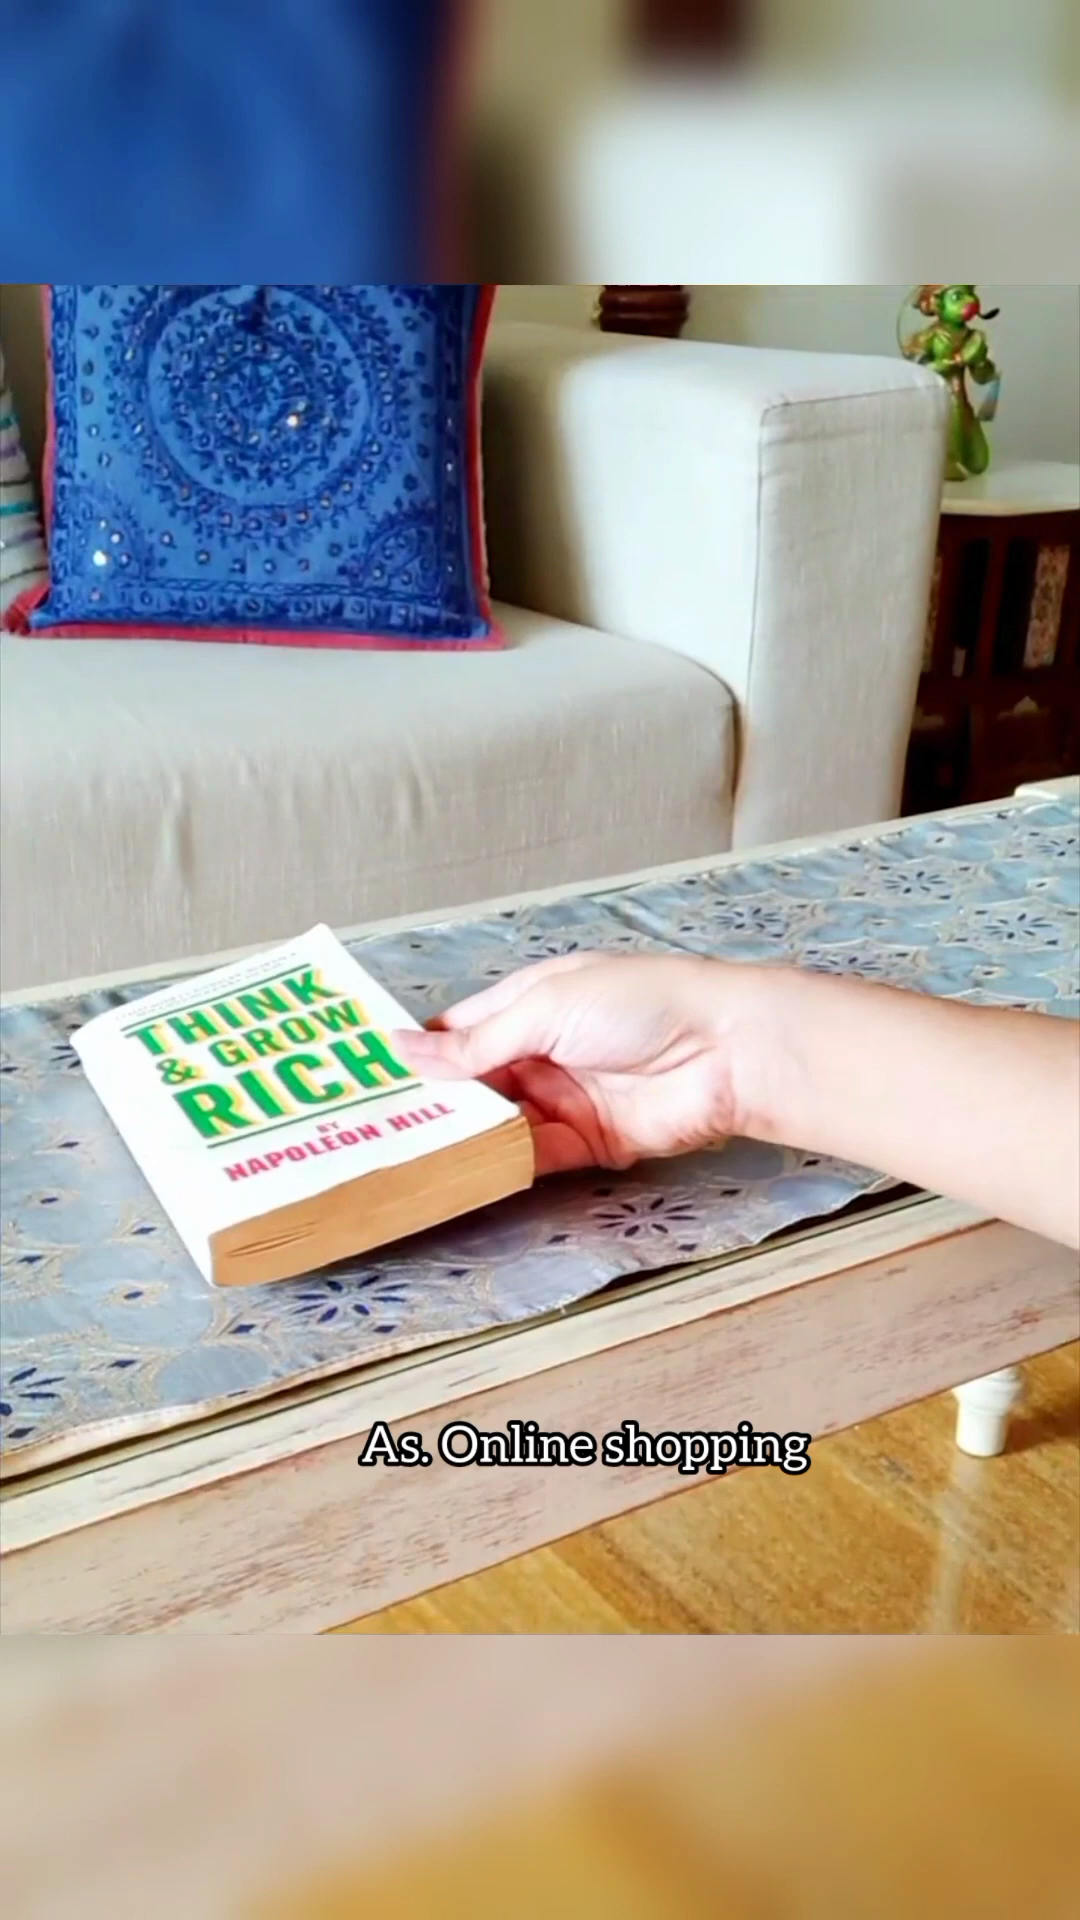 THINK
& GROW
RICH
BY
NAPOLEON HILL
As. Online shopping